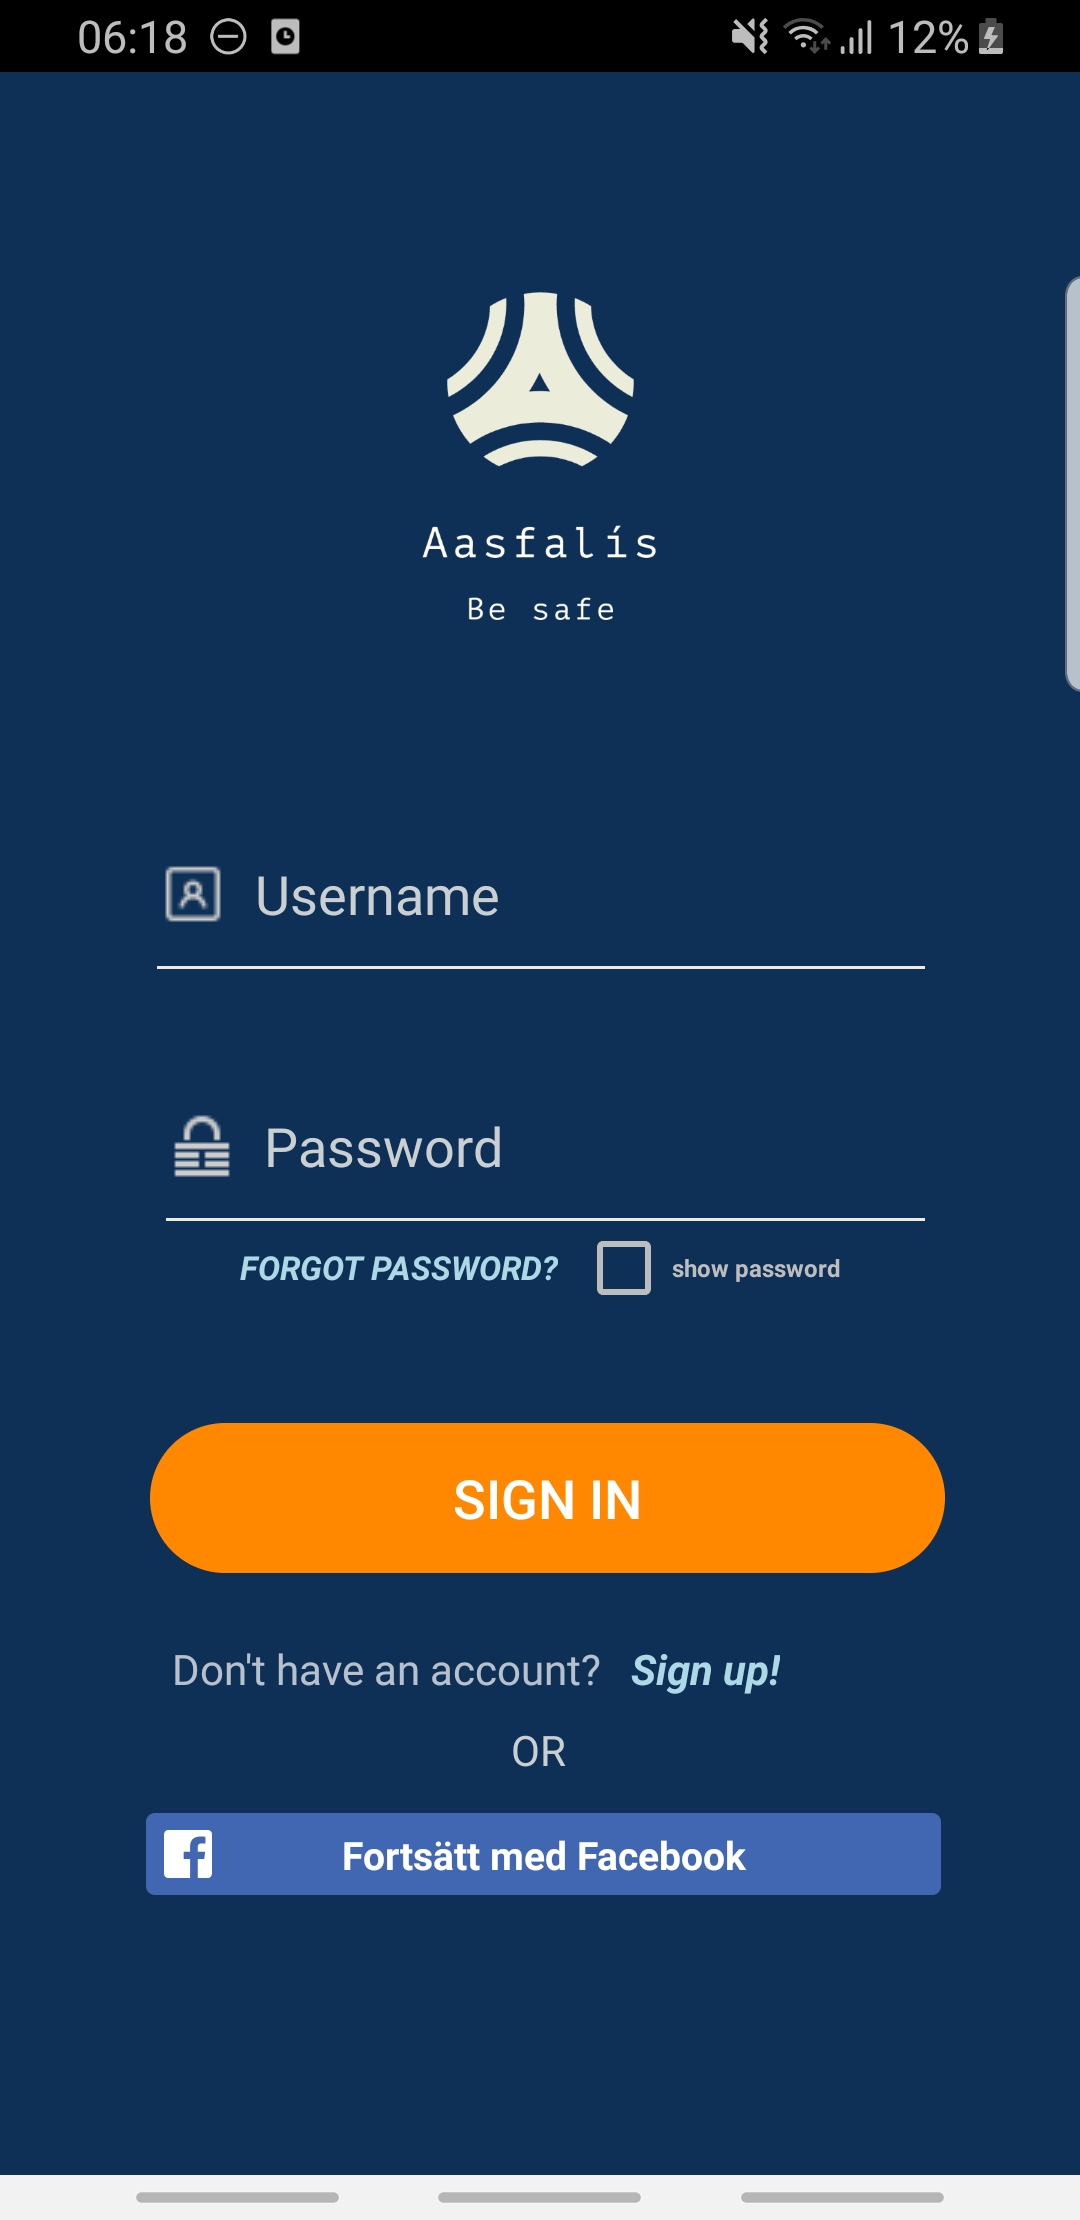 06:18 12%
Aasfalís
Be safe
Username
Password
FORGOT PASSWORD? show password
SIGN IN
Don't have an account? Sign up!
OR
Fortsätt med Facebook